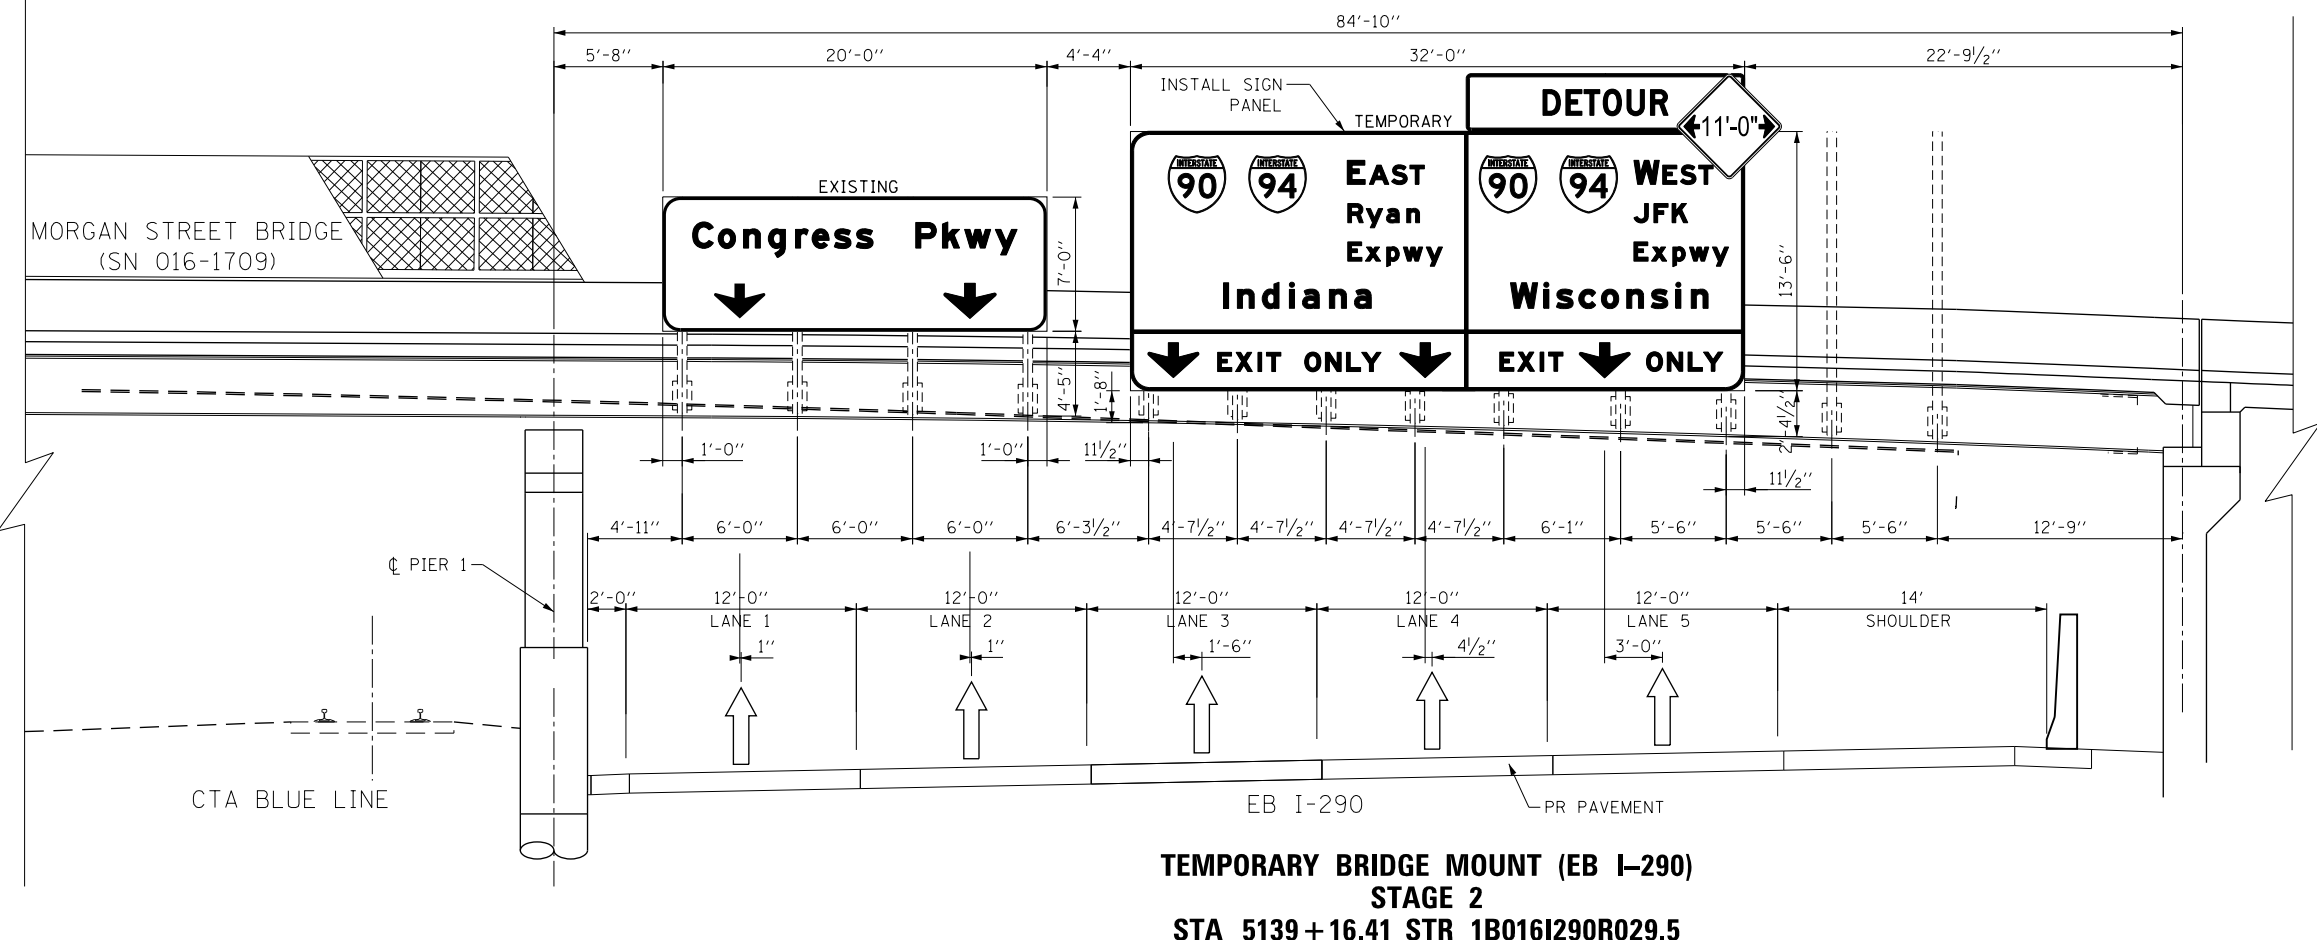 84'-10''
5'-8''
20'-0''
4'-4''
32'-0''
22'-9½''
INSTALL SIGN
PANEL
TEMPORARY
DETOUR
11'-0"
EXISTING
Congress Pkwy
INTERSTATE
90
INTERSTATE
94
EAST
Ryan
Expwy
Indiana
EXIT ONLY
INTERSTATE
90
INTERSTATE
94
WEST
JFK
Expwy
Wisconsin
EXIT ONLY
MORGAN STREET BRIDGE
(SN 016-1709)
7'-0''
13'-6''
4'-5''
1'-8''
2'-4½''
1'-0''
1'-0''
11½''
11½''
4'-11''
6'-0''
6'-0''
6'-0''
6'-3½''
4'-7½''
4'-7½''
4'-7½''
4'-7½''
6'-1''
5'-6''
5'-6''
5'-6''
12'-9''
℄ PIER 1
2'-0''
12'-0''
LANE 1
12'-0''
LANE 2
12'-0''
LANE 3
12'-0''
LANE 4
12'-0''
LANE 5
14'
SHOULDER
1''
1''
1'-6''
4½''
3'-0''
CTA BLUE LINE
EB I-290
PR PAVEMENT
TEMPORARY BRIDGE MOUNT (EB I-290)
STAGE 2
STA 5139+16.41 STR 1B016I290R029.5